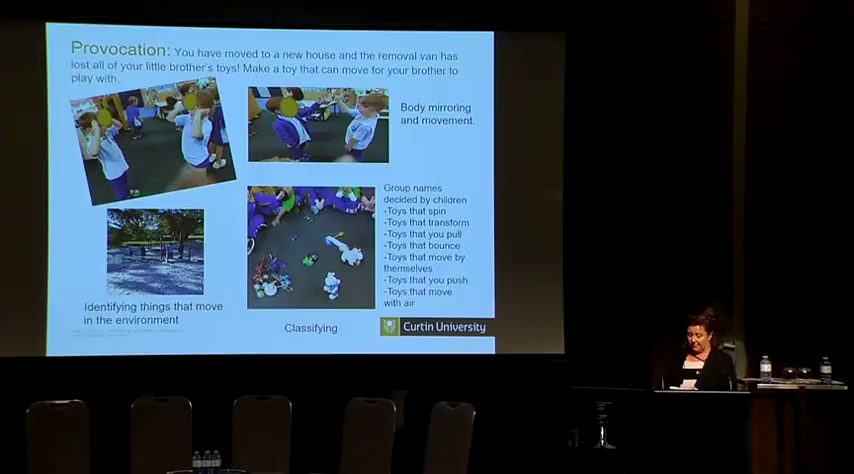 Provocation: You have moved to a new house and the removal van has
lost all of your little brother's toys! Make a toy that can move for your brother to
play with.
Body mirroring
and movement.
Group names
decided by children
-Toys that spin
-Toys that transform
-Toys that you pull
-Toys that bounce
-Toys that move by
themselves
-Toys that you push
-Toys that move
with air
Identifying things that move
in the environment
Classifying
Curtin University